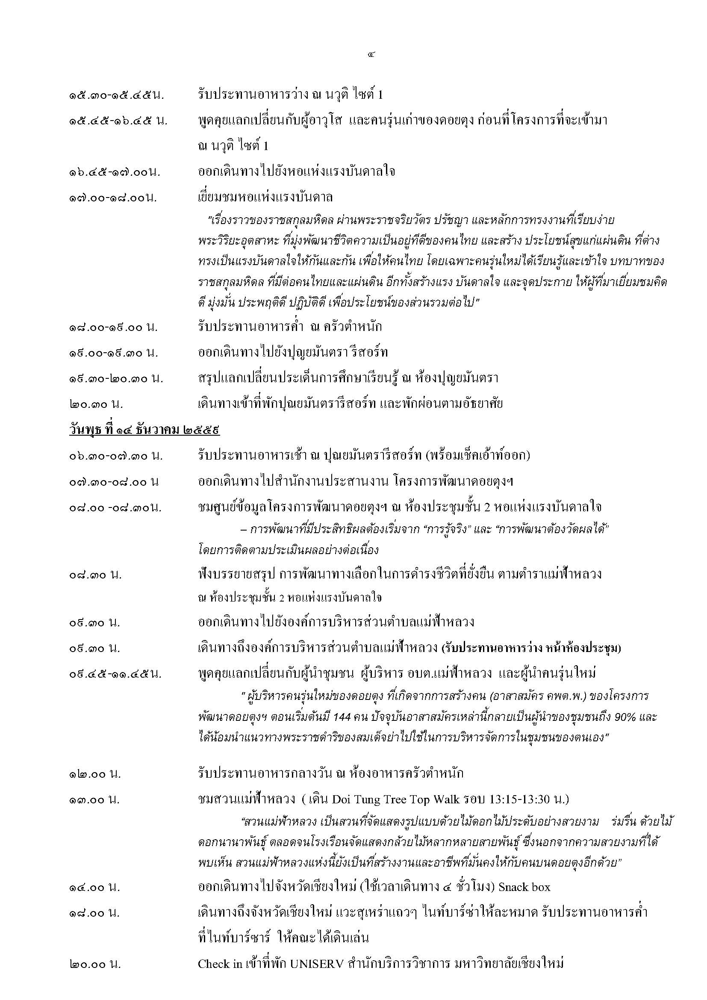 ๔
๑๕.๓๐-๑๕.๔๕น. รับประทานอาหารว่าง ณ นวุติ ไซต์ 1
๑๕.๔๕-๑๖.๔๕ น. พูดคุยแลกเปลี่ยนกับผู้อาวุโส และคนรุ่นเก่าของดอยตุง ก่อนที่โครงการที่จะเข้ามา
ณ นวุติ ไซต์ 1
๑๖.๔๕-๑๗.๐๐น. ออกเดินทางไปยังหอแห่งแรงบันดาลใจ
๑๗.๐๐-๑๘.๐๐น. เยี่ยมชมหอแห่งแรงบันดาล
"เรื่องราวของราชสกุลมหิดล ผ่านพระราชจริยวัตร ปรัชญา และหลักการทรงงานที่เรียบง่าย
พระวิริยะอุตสาหะ ที่มุ่งพัฒนาชีวิตความเป็นอยู่ที่ดีของคนไทย และสร้าง ประโยชน์สุขแก่แผ่นดิน ที่ต่าง
ทรงเป็นแรงบันดาลใจให้กันและกัน เพื่อให้คนไทย โดยเฉพาะคนรุ่นใหม่ได้เรียนรู้และเข้าใจ บทบาทของ
ราชสกุลมหิดล ที่มีต่อคนไทยและแผ่นดิน อีกทั้งสร้างแรง บันดาลใจ และจุดประกาย ให้ผู้ที่มาเยี่ยมชมคิด
ดี มุ่งมั่น ประพฤติดี ปฏิบัติดี เพื่อประโยชน์ของส่วนรวมต่อไป"
๑๘.๐๐-๑๙.๐๐ น. รับประทานอาหารค่ำ ณ ครัวตำหนัก
๑๙.๐๐-๑๙.๓๐ น. ออกเดินทางไปยังปุญยมันตรา รีสอร์ท
๑๙.๓๐-๒๐.๓๐ น. สรุปแลกเปลี่ยนประเด็นการศึกษาเรียนรู้ ณ ห้องปุญยมันตรา
๒๐.๓๐ น. เดินทางเข้าที่พักปุณยมันตรารีสอร์ท และพักผ่อนตามอัธยาศัย
วันพุธ ที่ ๑๔ ธันวาคม ๒๕๕๙
๐๖.๓๐-๐๗.๓๐ น. รับประทานอาหารเช้า ณ ปุณยมันตรารีสอร์ท (พร้อมเช็คเอ้าท์ออก)
๐๗.๓๐-๐๘.๐๐ น ออกเดินทางไปสำนักงานประสานงาน โครงการพัฒนาดอยตุงฯ
๐๘.๐๐ -๐๘.๓๐น. ชมศูนย์ข้อมูลโครงการพัฒนาดอยตุงฯ ณ ห้องประชุมชั้น 2 หอแห่งแรงบันดาลใจ
– การพัฒนาที่มีประสิทธิผลต้องเริ่มจาก “การรู้จริง” และ “การพัฒนาต้องวัดผลได้”
โดยการติดตามประเมินผลอย่างต่อเนื่อง
๐๘.๓๐ น. ฟังบรรยายสรุป การพัฒนาทางเลือกในการดำรงชีวิตที่ยั่งยืน ตามตำราแม่ฟ้าหลวง
ณ ห้องประชุมชั้น 2 หอแห่งแรงบันดาลใจ
๐๙.๓๐ น. ออกเดินทางไปยังองค์การบริหารส่วนตำบลแม่ฟ้าหลวง
๐๙.๓๐ น. เดินทางถึงองค์การบริหารส่วนตำบลแม่ฟ้าหลวง (รับประทานอาหารว่าง หน้าห้องประชุม)
๐๙.๔๕-๑๑.๔๕น. พูดคุยแลกเปลี่ยนกับผู้นำชุมชน ผู้บริหาร อบต.แม่ฟ้าหลวง และผู้นำคนรุ่นใหม่
" ผู้บริหารคนรุ่นใหม่ของดอยตุง ที่เกิดจากการสร้างคน (อาสาสมัคร คพต.พ.) ของโครงการ
พัฒนาดอยตุงฯ ตอนเริ่มต้นมี 144 คน ปัจจุบันอาสาสมัครเหล่านี้กลายเป็นผู้นำของชุมชนถึง 90% และ
ได้น้อมนำแนวทางพระราชดำริของสมเด็จย่าไปใช้ในการบริหารจัดการในชุมชนของตนเอง"
๑๒.๐๐ น. รับประทานอาหารกลางวัน ณ ห้องอาหารครัวตำหนัก
๑๓.๐๐ น. ชมสวนแม่ฟ้าหลวง ( เดิน Doi Tung Tree Top Walk รอบ 13:15-13:30 น.)
“สวนแม่ฟ้าหลวง เป็นสวนที่จัดแสดงรูปแบบด้วยไม้ดอกไม้ประดับอย่างสวยงาม ร่มรื่น ด้วยไม้
ดอกนานาพันธุ์ ตลอดจนโรงเรือนจัดแสดงกล้วยไม้หลากหลายสายพันธุ์ ซึ่งนอกจากความสวยงามที่ได้
พบเห็น สวนแม่ฟ้าหลวงแห่งนี้ยังเป็นที่สร้างงานและอาชีพที่มั่นคงให้กับคนบนดอยตุงอีกด้วย”
๑๔.๐๐ น. ออกเดินทางไปจังหวัดเชียงใหม่ (ใช้เวลาเดินทาง ๔ ชั่วโมง) Snack box
๑๘.๐๐ น. เดินทางถึงจังหวัดเชียงใหม่ แวะสุเหร่าแถวๆ ไนท์บาร์ซ่าให้ละหมาด รับประทานอาหารค่ำ
ที่ไนท์บาร์ซาร์ ให้คณะได้เดินเล่น
๒๐.๐๐ น. Check in เข้าที่พัก UNISERV สำนักบริการวิชาการ มหาวิทยาลัยเชียงใหม่